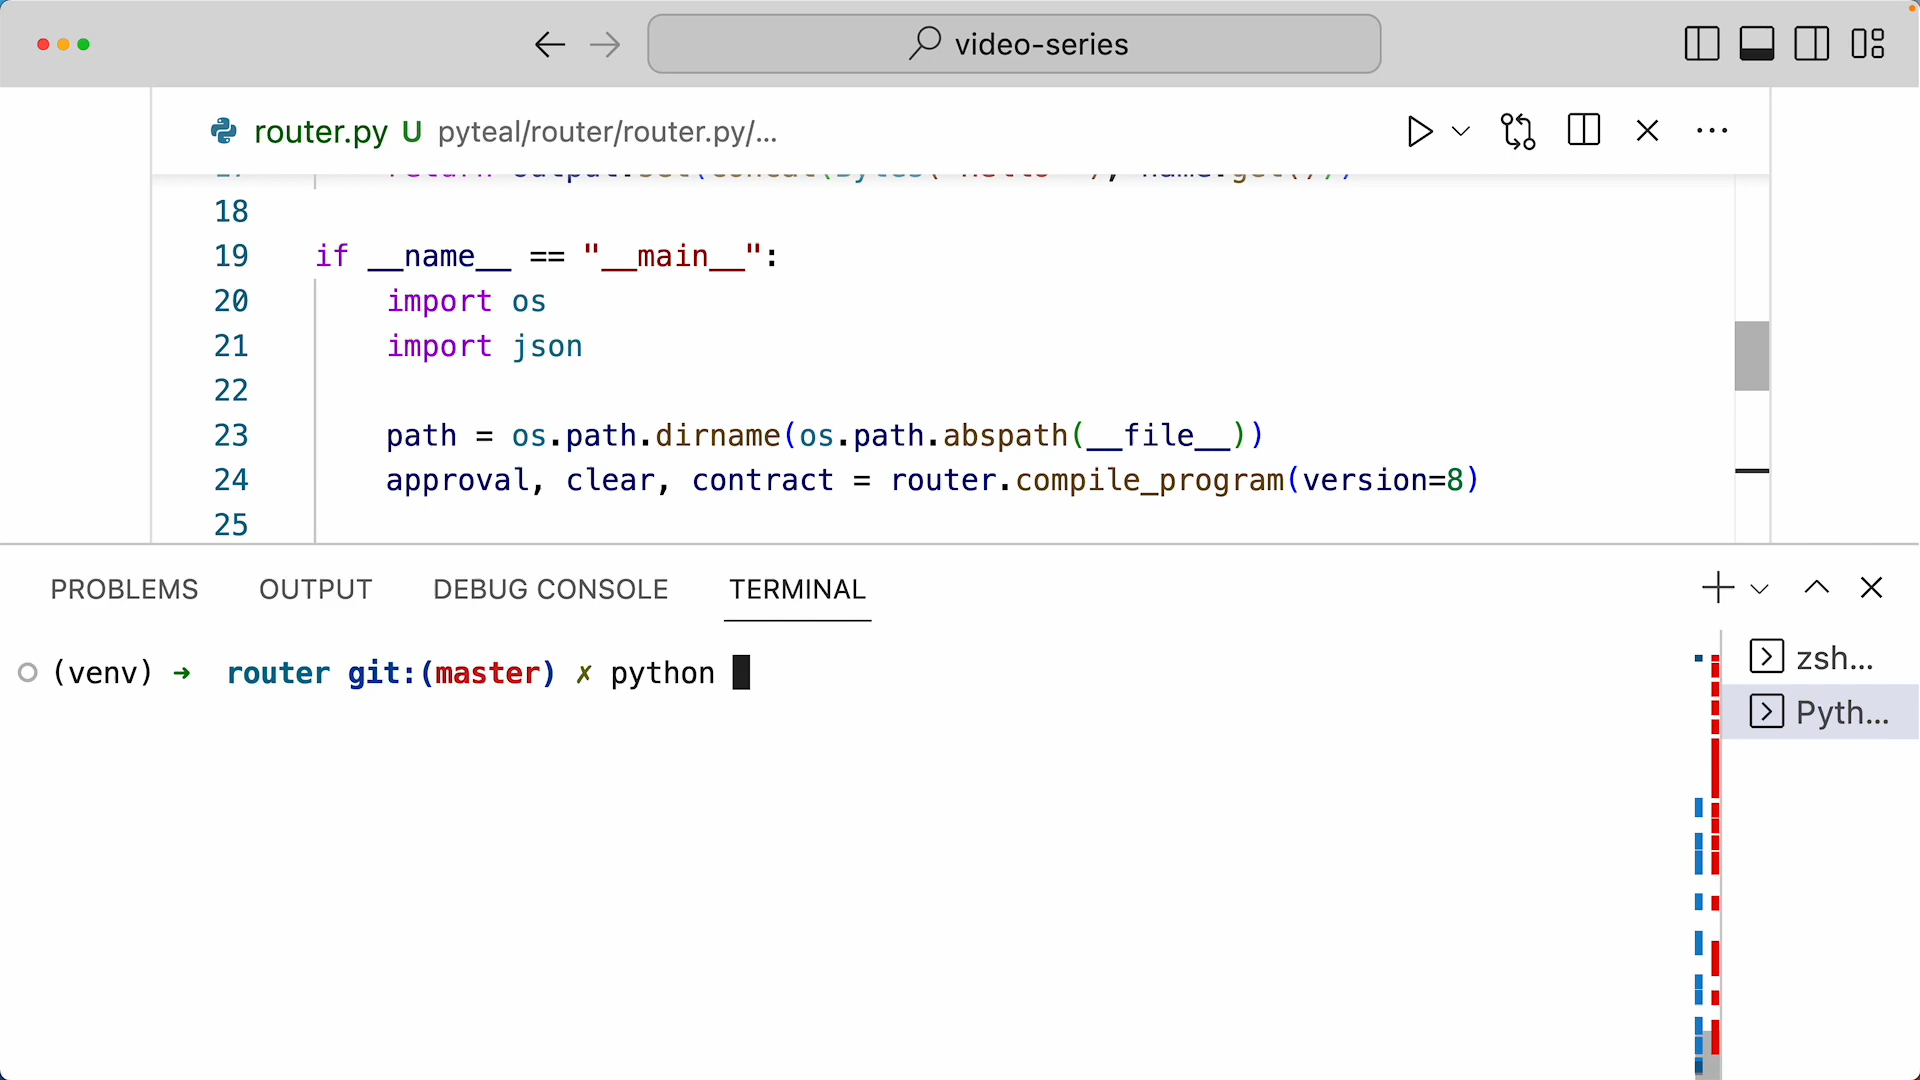 video-series
router.py U pyteal/router/router.py/...
18
19 if __name__ == "__main__":
20 import os
21 import json
22
23 path = os.path.dirname(os.path.abspath(__file__))
24 approval, clear, contract = router.compile_program(version=8)
25
PROBLEMS OUTPUT DEBUG CONSOLE TERMINAL
(venv) ➜ router git:(master) ✗ python
zsh...
Pyth...